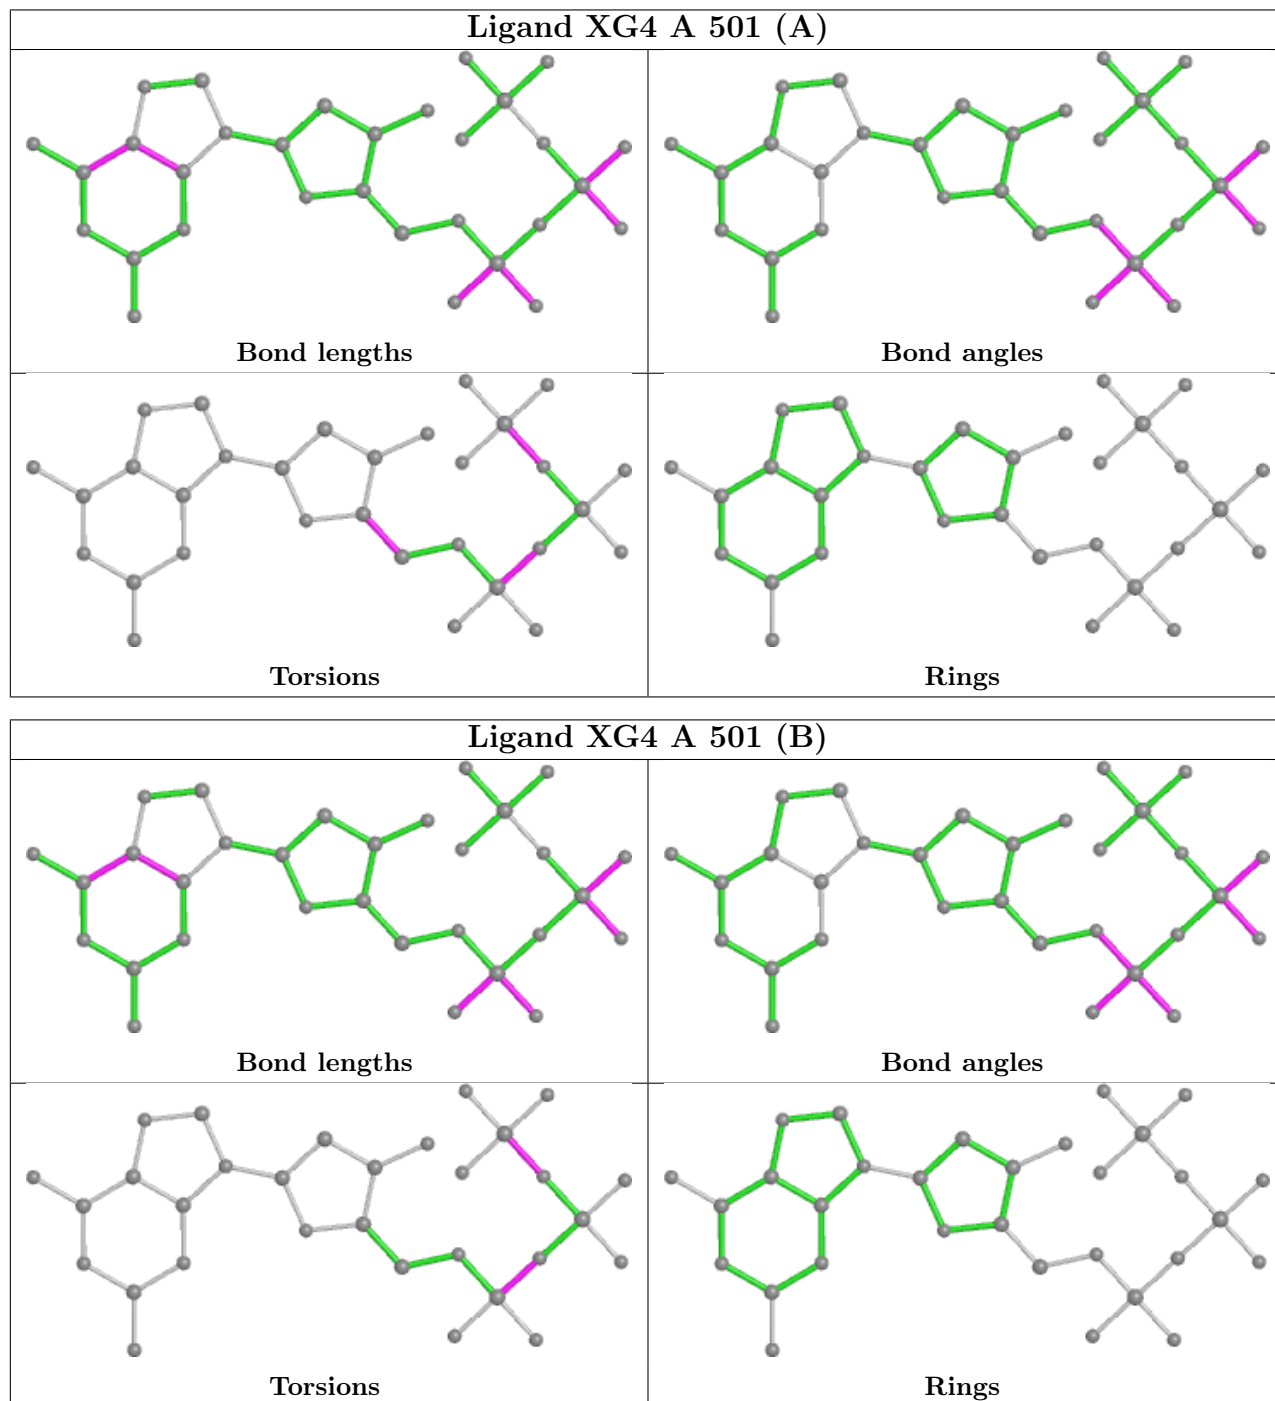 Ligand XG4 A 501 (A)
Bond lengths
Bond angles
Torsions
Rings
Ligand XG4 A 501 (B)
Bond lengths
Bond angles
Torsions
Rings